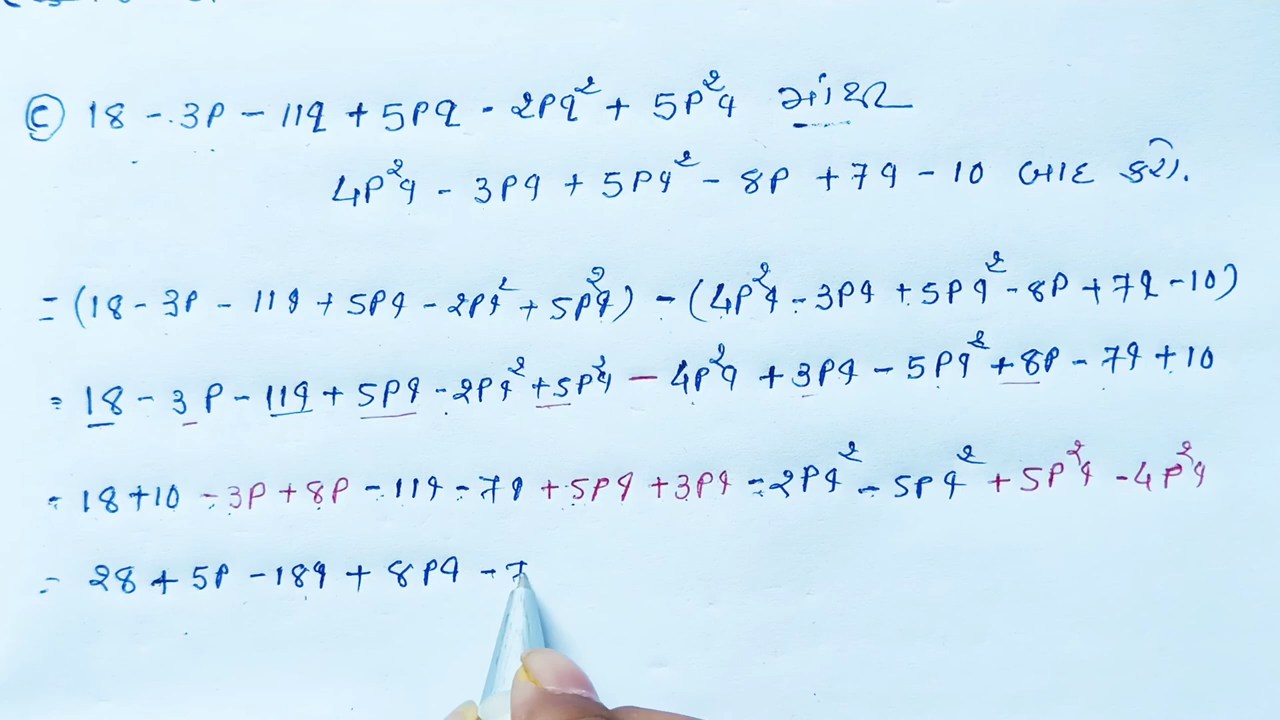 (c) 18 - 3p - 11q + 5pq - 2pq² + 5p²q માંથી
4p²q - 3pq + 5pq² - 8p + 7q - 10 બાદ કરો.
= (18 - 3p - 11q + 5pq - 2pq² + 5p²q) - (4p²q - 3pq + 5pq² - 8p + 7q - 10)
= 18 - 3p - 11q + 5pq - 2pq² + 5p²q - 4p²q + 3pq - 5pq² + 8p - 7q + 10
= 18 + 10 - 3p + 8p - 11q - 7q + 5pq + 3pq - 2pq² - 5pq² + 5p²q - 4p²q
= 28 + 5p - 18q + 8pq - 7